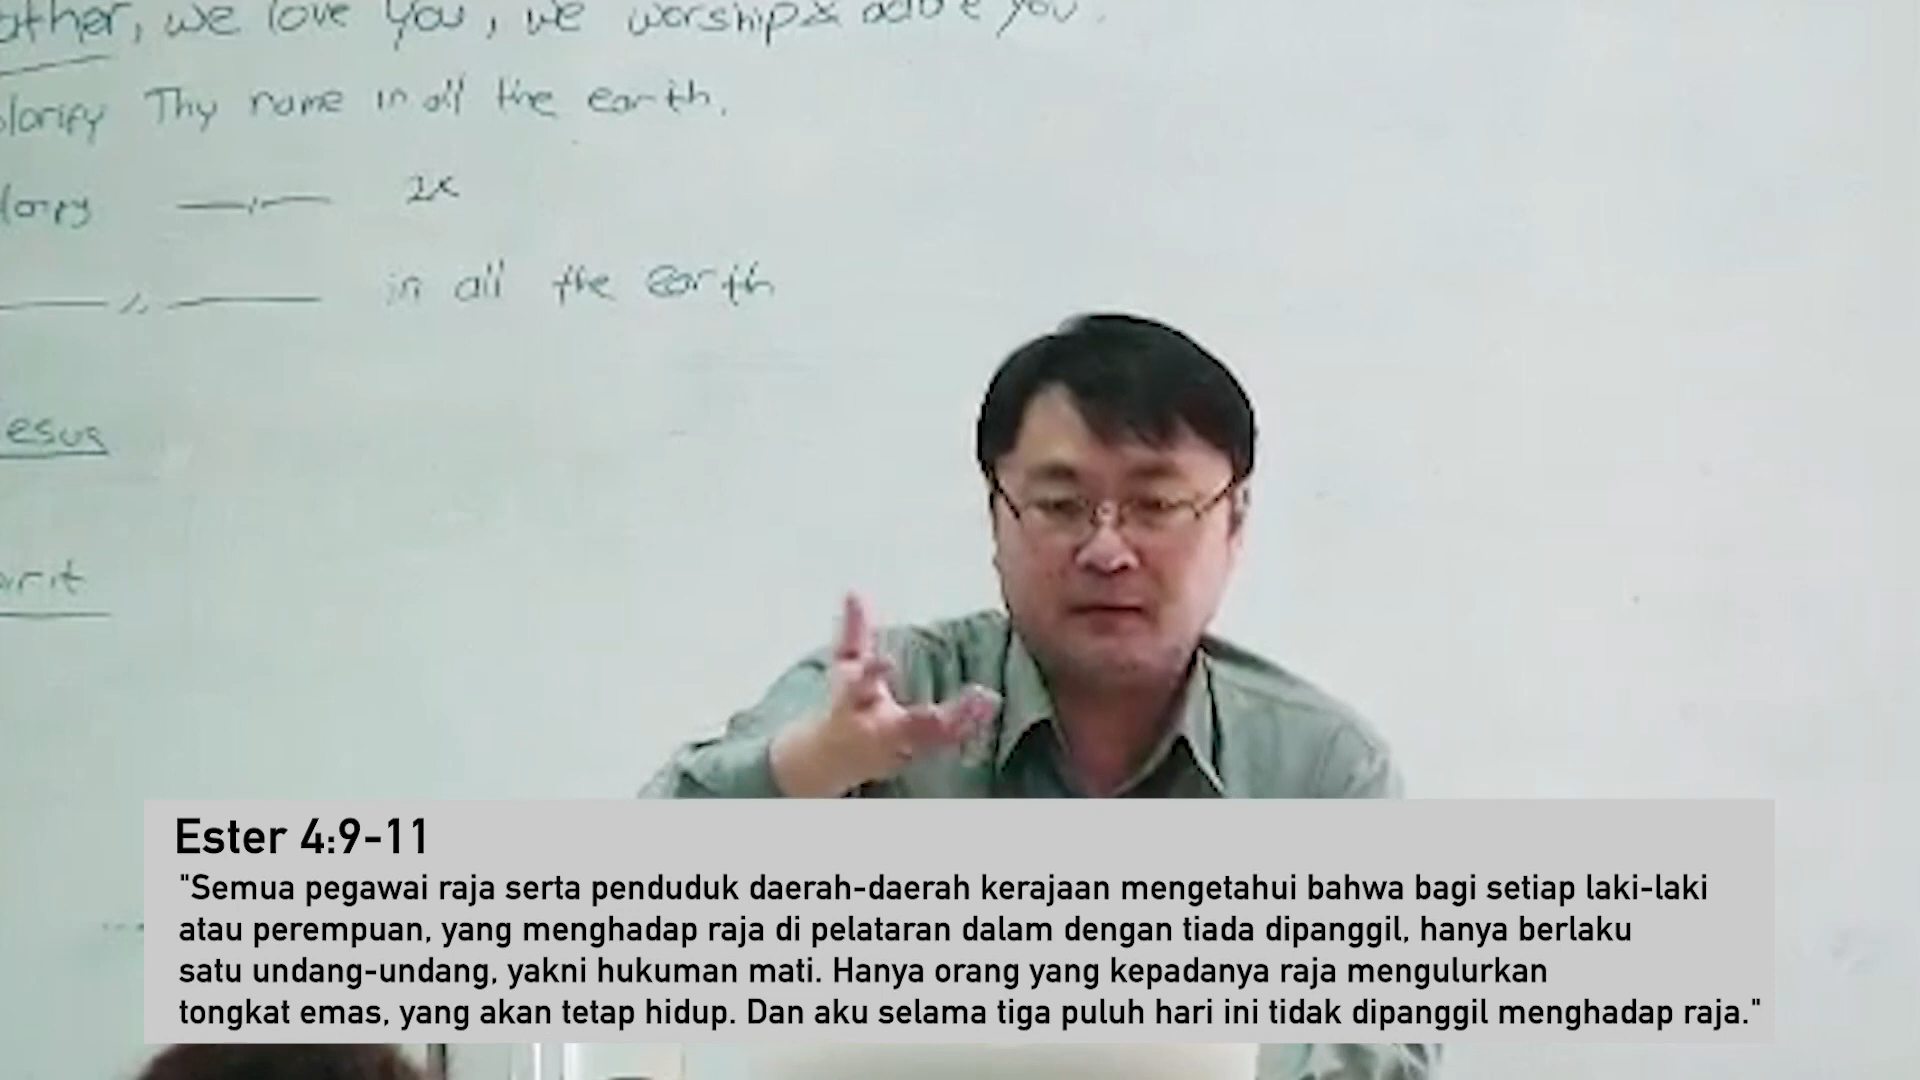 ather, we love You, we worship & adore you.
lorify Thy name in all the earth.
lorify 2x
in all the earth
esus
irit
Ester 4:9-11
"Semua pegawai raja serta penduduk daerah-daerah kerajaan mengetahui bahwa bagi setiap laki-laki
atau perempuan, yang menghadap raja di pelataran dalam dengan tiada dipanggil, hanya berlaku
satu undang-undang, yakni hukuman mati. Hanya orang yang kepadanya raja mengulurkan
tongkat emas, yang akan tetap hidup. Dan aku selama tiga puluh hari ini tidak dipanggil menghadap raja."